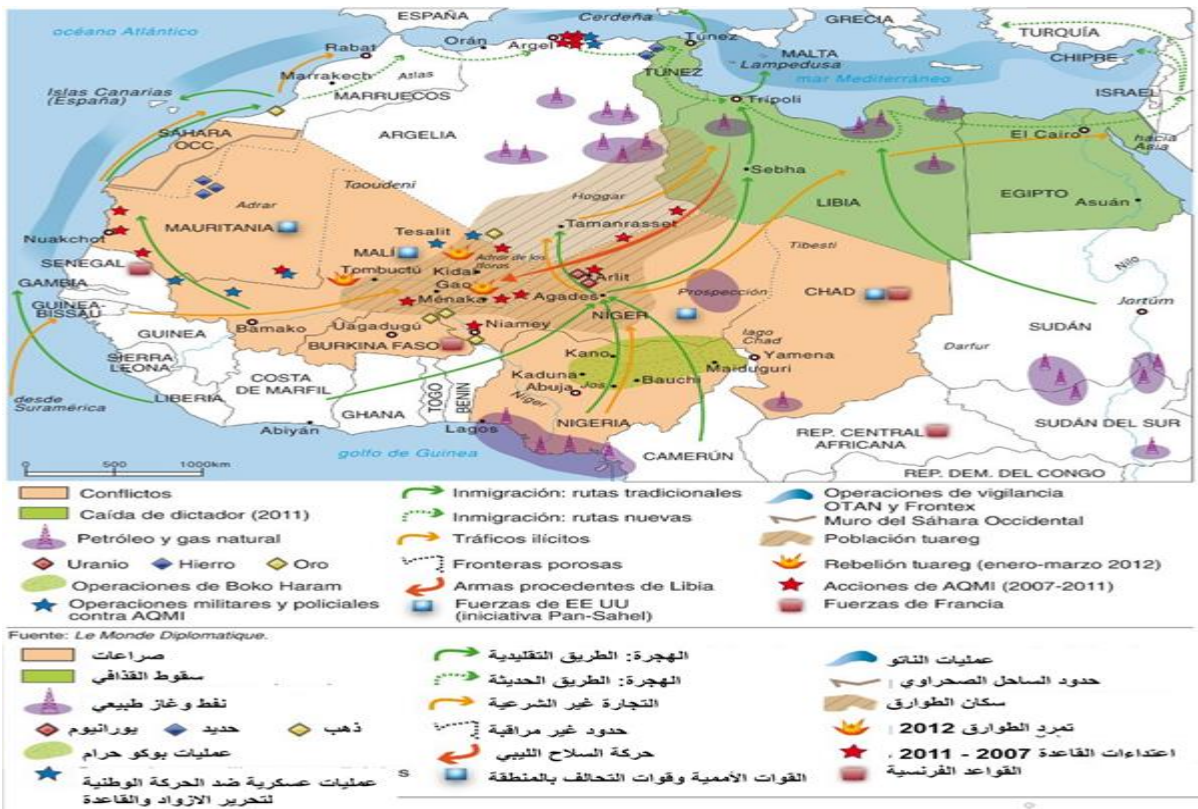 ESPAÑA
Cerdeña
GRECIA
TURQUÍA
océano Atlántico
Rabat
Orán
Argel
Túnez
MALTA
CHIPRE
Marrakech
Atlas
TÚNEZ
Lampedusa
mar Mediterráneo
Islas Canarias
(España)
MARRUECOS
Trípoli
ISRAEL
SÁHARA
OCC.
ARGELIA
El Cairo
hacia
Asia
Taoudeni
Sebha
Adrar
Hoggar
LIBIA
EGIPTO
Asuán
MAURITANIA
Tamanrasset
Nuakchot
Tesalit
MALÍ
Tibesti
Nilo
SENEGAL
Tombuctú
Kidal
Adrar de los
Iforas
Arlit
GAMBIA
Gao
Ménaka
Agades
Prospección
CHAD
Jartúm
GUINEA-
BISSAU
NÍGER
SUDÁN
Bamako
Uagadugú
Niamey
lago
Chad
GUINEA
BURKINA FASO
Kano
Yamena
Darfur
SIERRA
LEONA
COSTA
DE MARFIL
TOGO
BENIN
Kaduna
Abuja
Jos
Bauchi
Maiduguri
desde
Suramérica
LIBERIA
GHANA
Níger
NIGERIA
SUDÁN DEL SUR
Abiyán
Lagos
REP. CENTRAL
AFRICANA
golfo de Guinea
CAMERÚN
REP. DEM. DEL CONGO
0 500 1000km
Conflictos
Caída de dictador (2011)
Petróleo y gas natural
Uranio Hierro Oro
Operaciones de Boko Haram
Operaciones militares y policiales
contra AQMI
Inmigración: rutas tradicionales
Inmigración: rutas nuevas
Tráficos ilícitos
Fronteras porosas
Armas procedentes de Libia
Fuerzas de EE UU
(iniciativa Pan-Sahel)
Operaciones de vigilancia
OTAN y Frontex
Muro del Sáhara Occidental
Población tuareg
Rebelión tuareg (enero-marzo 2012)
Acciones de AQMI (2007-2011)
Fuerzas de Francia
Fuente: Le Monde Diplomatique.
صراعات
سقوط القذافي
نفط وغاز طبيعي
يورانيوم حديد ذهب
عمليات بوكو حرام
عمليات عسكرية ضد الحركة الوطنية
لتحرير الازواد والقاعدة
الهجرة: الطريق التقليدية
الهجرة: الطريق الحديثة
التجارة غير الشرعية
حدود غير مراقبة
حركة السلاح الليبي
القوات الأممية وقوات التحالف بالمنطقة
عمليات الناتو
حدود الساحل الصحراوي
سكان الطوارق
تمرد الطوارق 2012
اعتداءات القاعدة 2007 - 2011
القواعد الفرنسية